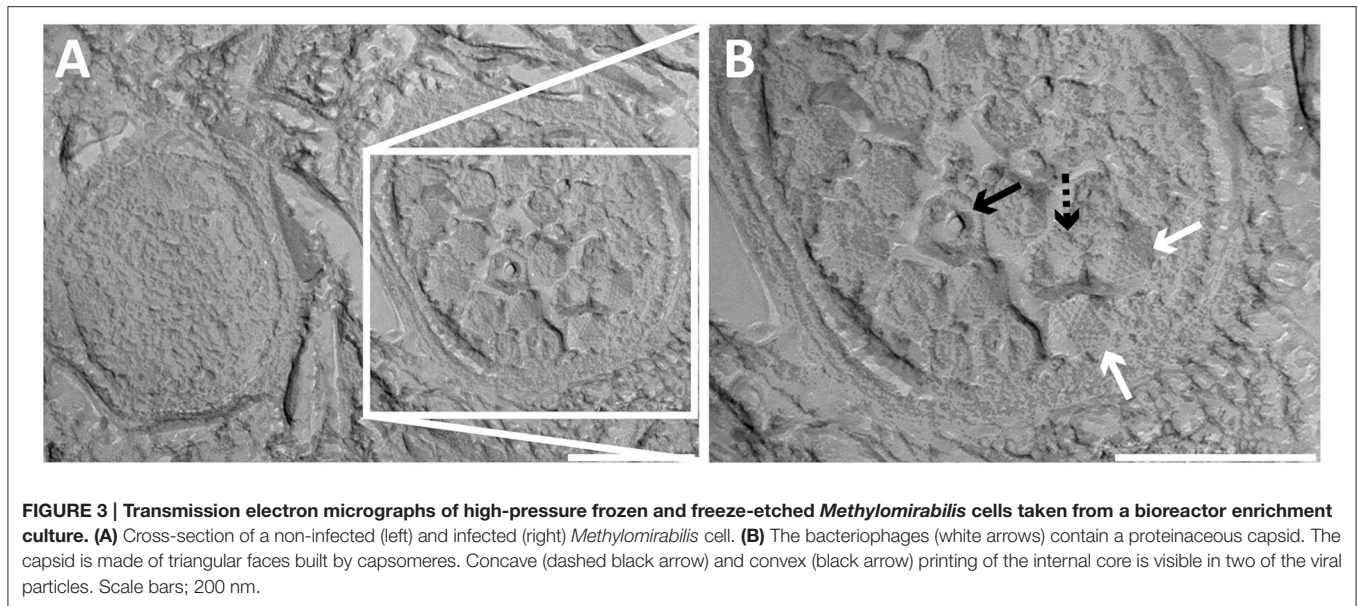 A
B
FIGURE 3 | Transmission electron micrographs of high-pressure frozen and freeze-etched Methylomirabilis cells taken from a bioreactor enrichment
culture. (A) Cross-section of a non-infected (left) and infected (right) Methylomirabilis cell. (B) The bacteriophages (white arrows) contain a proteinaceous capsid. The
capsid is made of triangular faces built by capsomeres. Concave (dashed black arrow) and convex (black arrow) printing of the internal core is visible in two of the viral
particles. Scale bars; 200 nm.